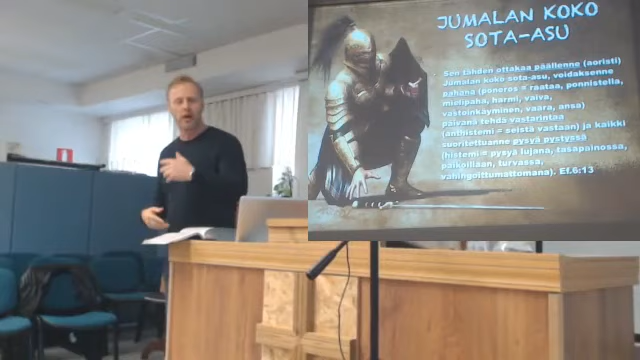 JUMALAN KOKO
SOTA-ASU
Sen tähden ottakaa päällenne (aoristi)
Jumalan koko sota-asu, voidaksenne
pahana (poneros = raataa, ponnistella,
mielipaha, harmi, vaiva,
vastoinkäyminen, vaara, ansa)
päivänä tehdä vastarintaa
(anthistemi = seistä vastaan) ja kaikki
suoritettuanne pysyä pystyssä
(histemi = pysyä lujana, tasapainossa,
paikoillaan, turvassa,
vahingoittumattomana). Ef.6:13